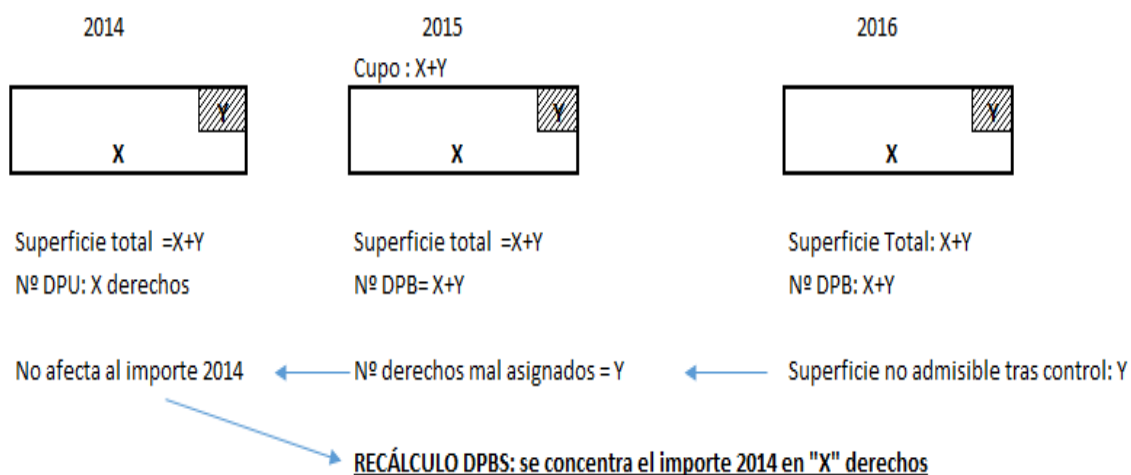 2014
2015
2016
Cupo : X+Y
Y
Y
Y
X
X
X
Superficie total =X+Y
Superficie total =X+Y
Superficie Total: X+Y
Nº DPU: X derechos
Nº DPB= X+Y
Nº DPB: X+Y
No afecta al importe 2014
Nº derechos mal asignados = Y
Superficie no admisible tras control: Y
RECÁLCULO DPBS: se concentra el importe 2014 en "X" derechos